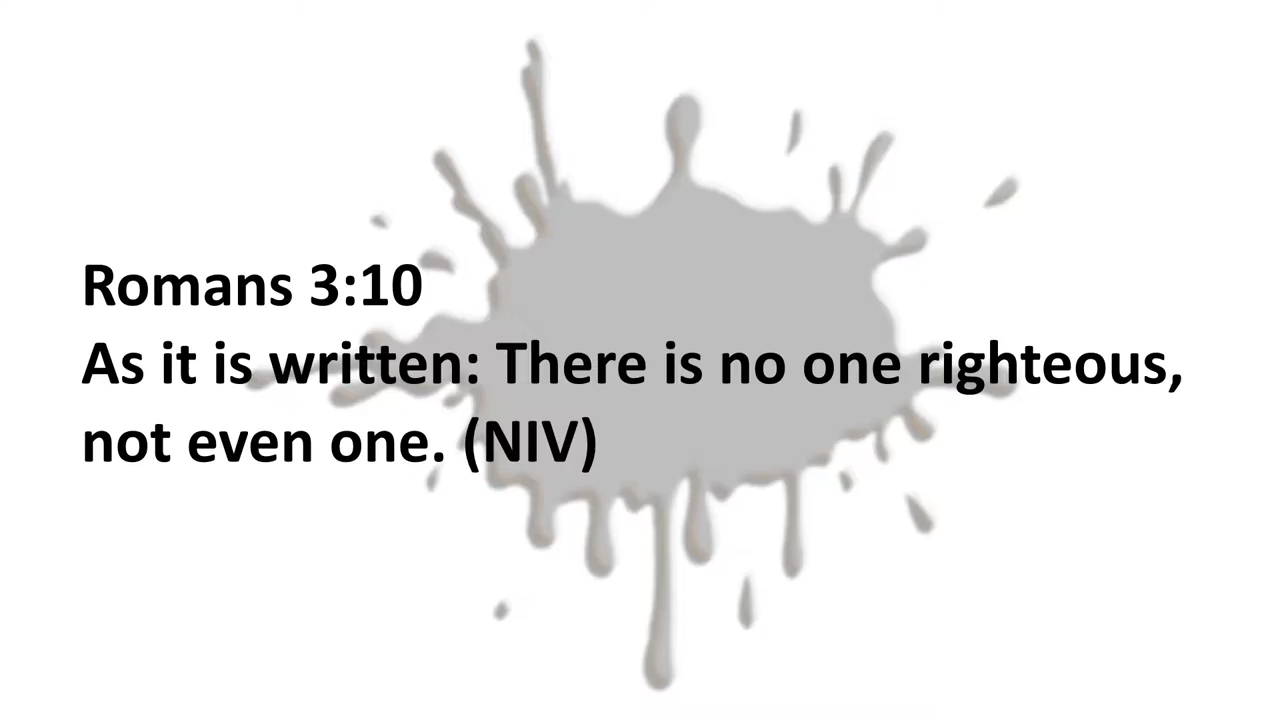 Romans 3:10
As it is written: There is no one righteous,
not even one. (NIV)